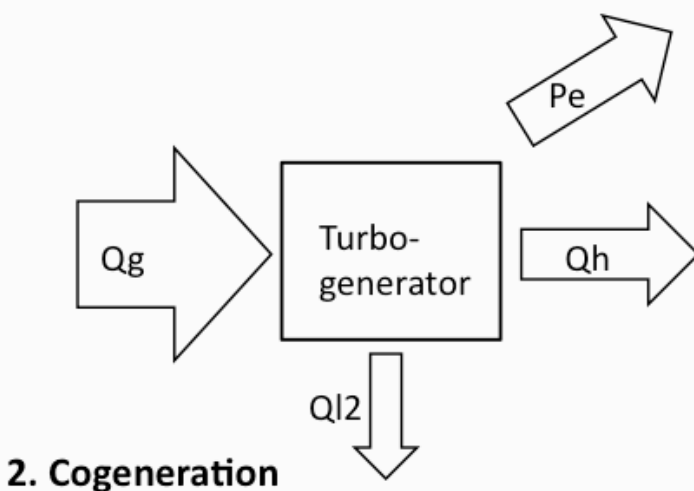 Pe
Qg
Turbo-
generator
Qh
Ql2
2. Cogeneration